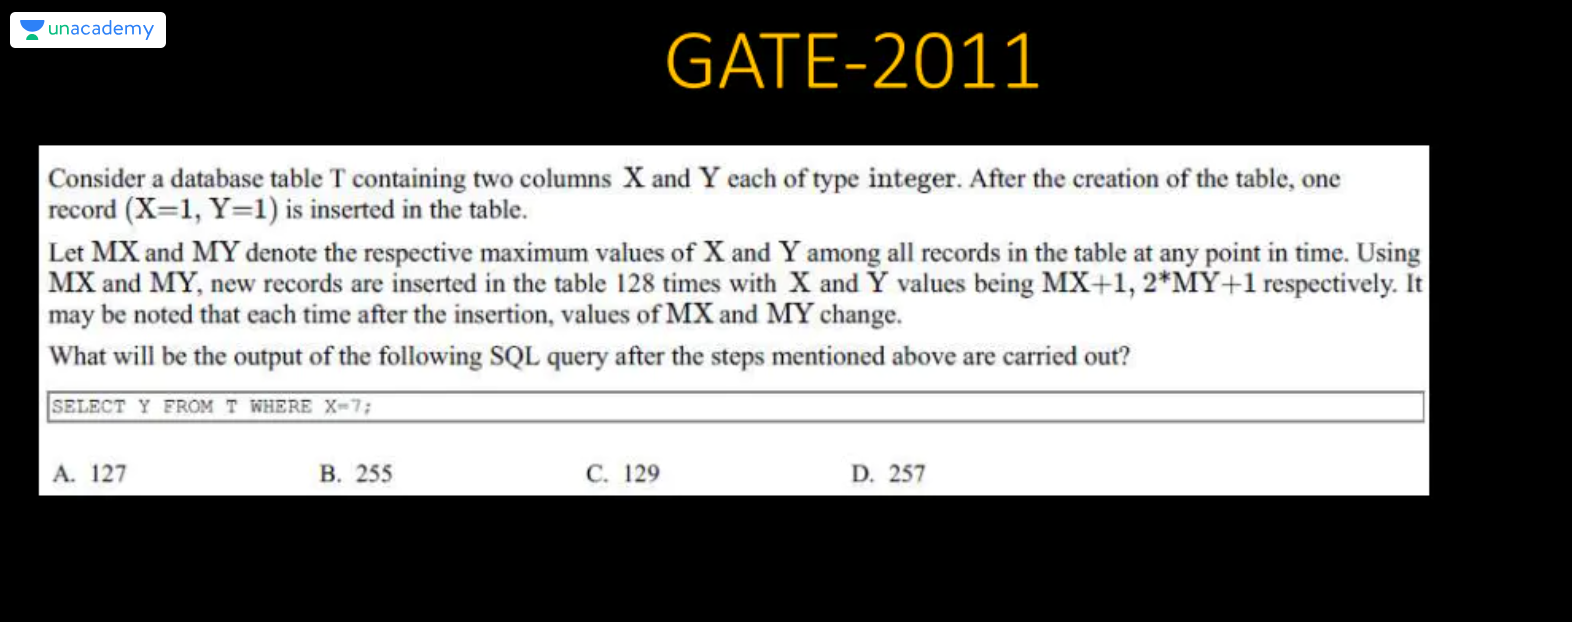 unacademy
GATE-2011
Consider a database table T containing two columns X and Y each of type integer. After the creation of the table, one
record (X=1, Y=1) is inserted in the table.
Let MX and MY denote the respective maximum values of X and Y among all records in the table at any point in time. Using
MX and MY, new records are inserted in the table 128 times with X and Y values being MX+1, 2*MY+1 respectively. It
may be noted that each time after the insertion, values of MX and MY change.
What will be the output of the following SQL query after the steps mentioned above are carried out?
SELECT Y FROM T WHERE X=7;
A. 127 B. 255 C. 129 D. 257